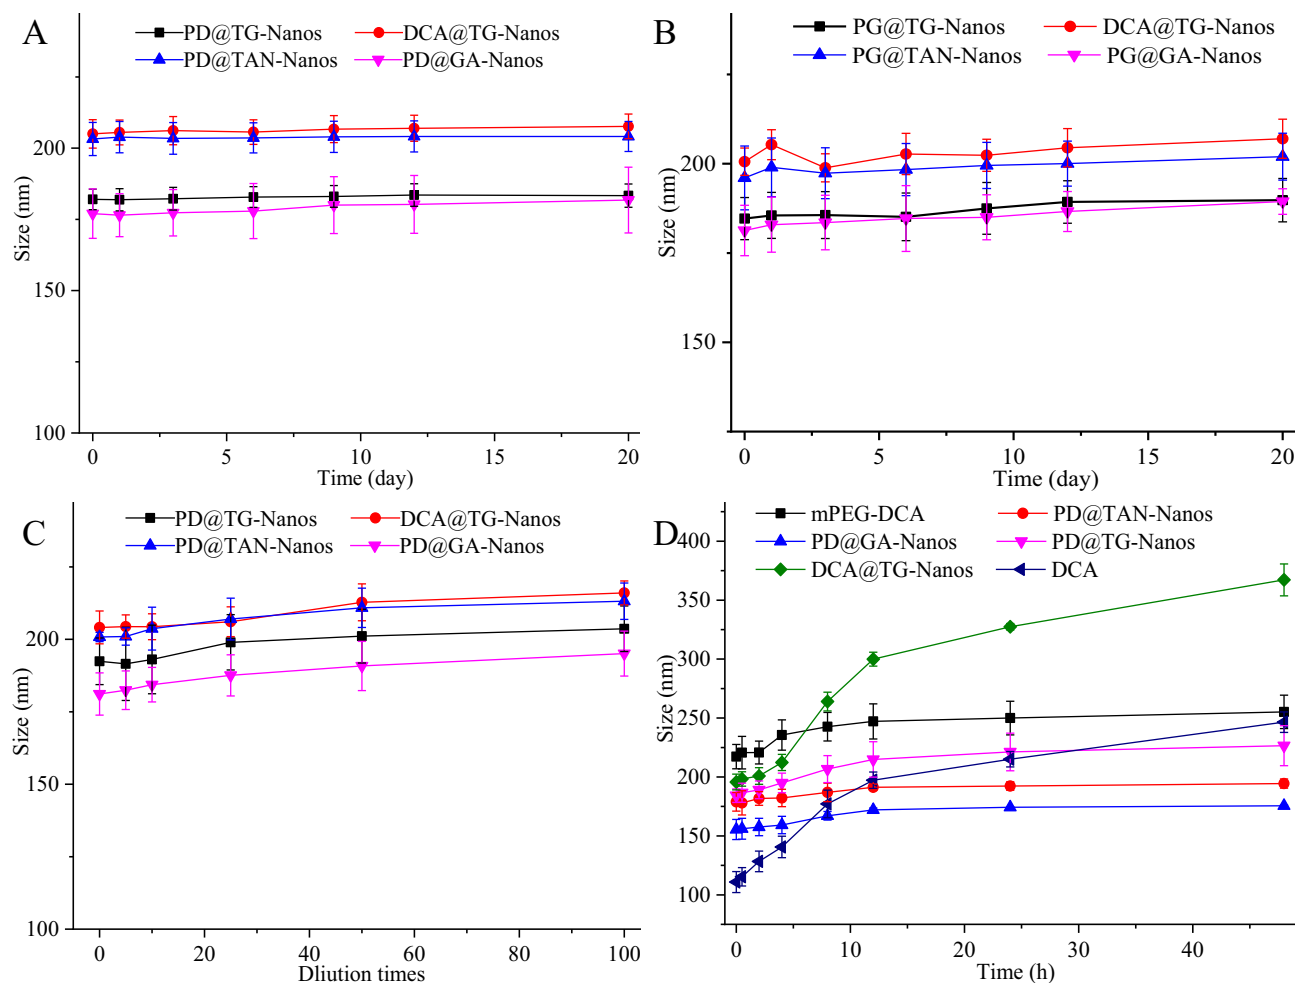 A
PD@TG-Nanos DCA@TG-Nanos
PD@TAN-Nanos PD@GA-Nanos
Size (nm)
200
150
100
0 5 10 15 20
Time (day)
B
PG@TG-Nanos DCA@TG-Nanos
PG@TAN-Nanos PG@GA-Nanos
Size (nm)
200
150
0 5 10 15 20
Time (day)
C
PD@TG-Nanos DCA@TG-Nanos
PD@TAN-Nanos PD@GA-Nanos
Size (nm)
200
150
100
0 20 40 60 80 100
Dlilution times
D
mPEG-DCA PD@TAN-Nanos
PD@GA-Nanos PD@TG-Nanos
DCA@TG-Nanos DCA
Size (nm)
400
350
300
250
200
150
100
0 10 20 30 40
Time (h)